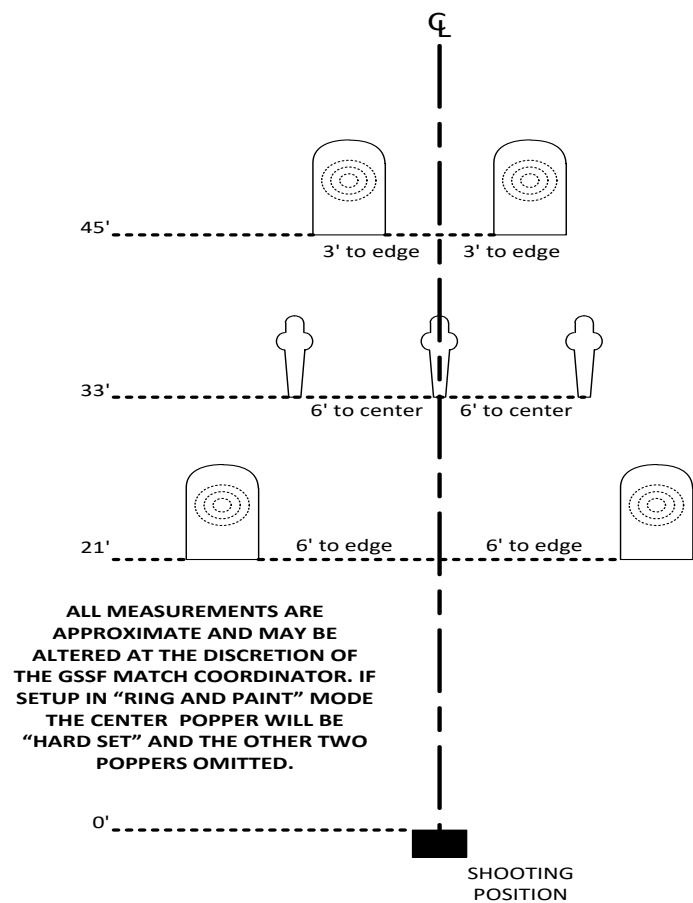 ℄
45'
3' to edge 3' to edge
33'
6' to center 6' to center
21'
6' to edge 6' to edge
ALL MEASUREMENTS ARE
APPROXIMATE AND MAY BE
ALTERED AT THE DISCRETION OF
THE GSSF MATCH COORDINATOR. IF
SETUP IN “RING AND PAINT” MODE
THE CENTER POPPER WILL BE
“HARD SET” AND THE OTHER TWO
POPPERS OMITTED.
0'
SHOOTING
POSITION